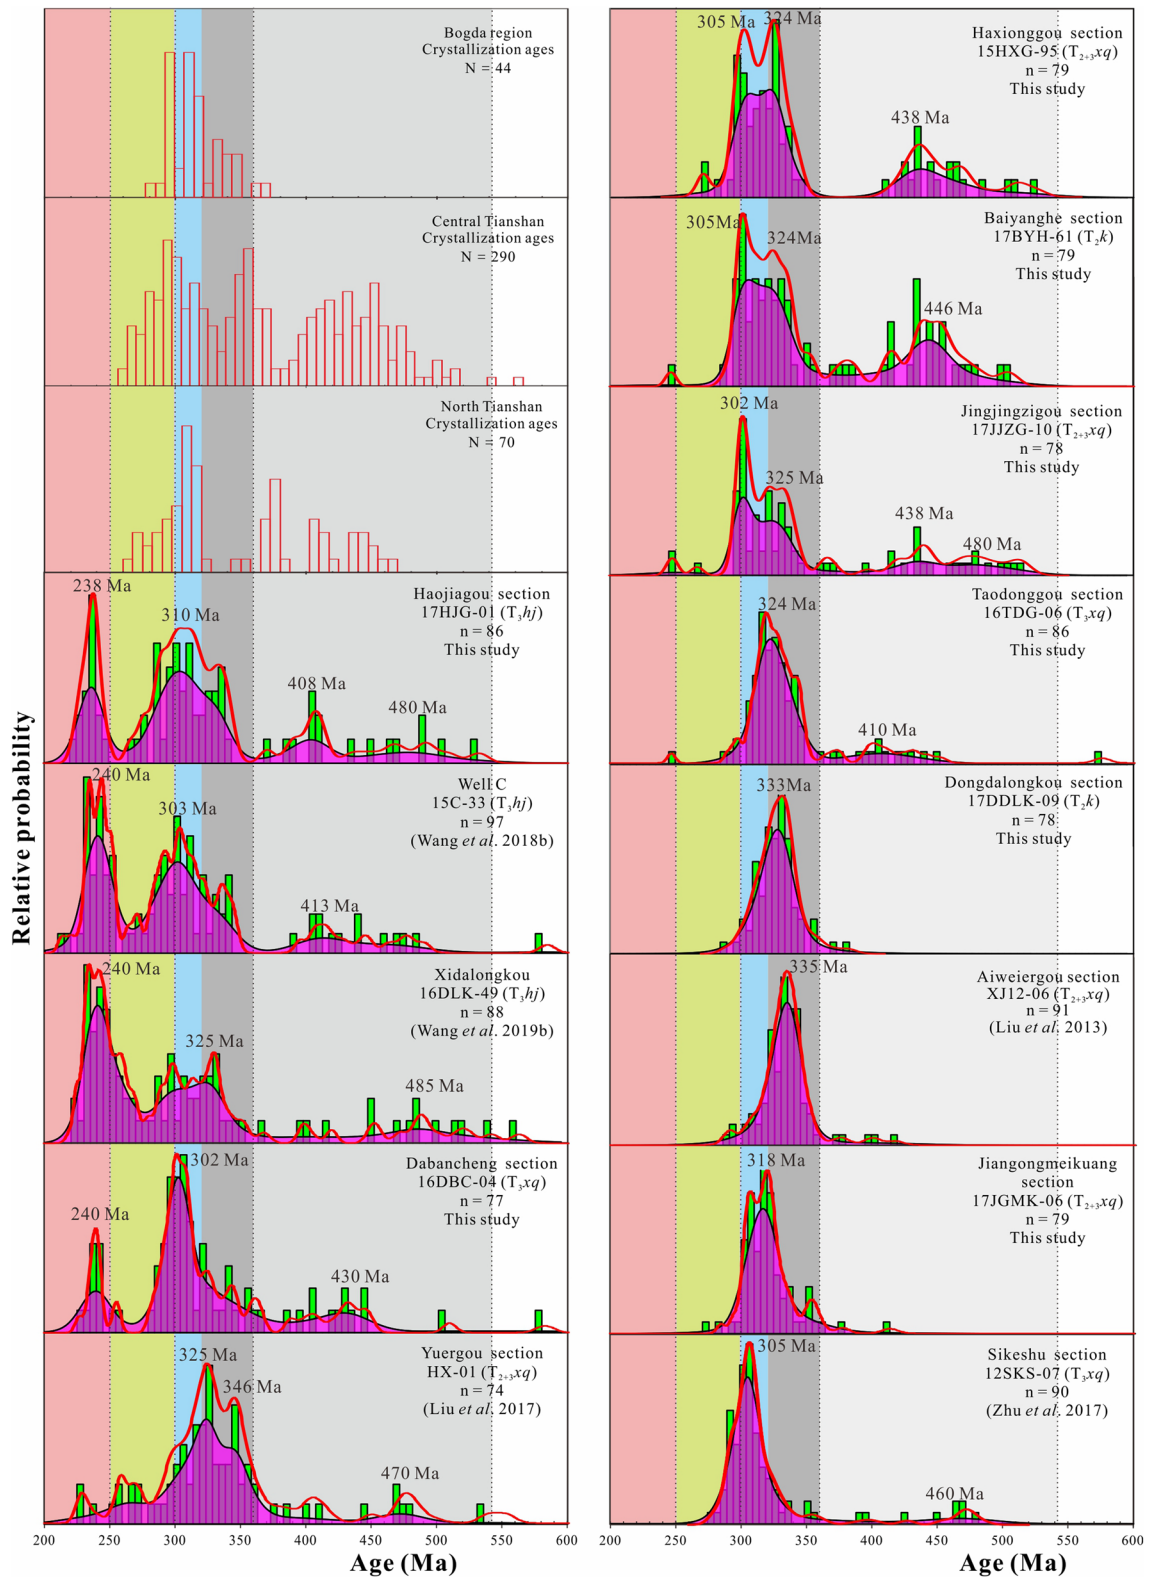 Relative probability
Bogda region
Crystallization ages
N = 44
Central Tianshan
Crystallization ages
N = 290
North Tianshan
Crystallization ages
N = 70
238 Ma
310 Ma
408 Ma
480 Ma
Haojiagou section
17HJG-01 (T₃hj)
n = 86
This study
240 Ma
303 Ma
413 Ma
Well C
15C-33 (T₃hj)
n = 97
(Wang et al. 2018b)
240 Ma
325 Ma
485 Ma
Xidalongkou
16DLK-49 (T₃hj)
n = 88
(Wang et al. 2019b)
240 Ma
302 Ma
430 Ma
Dabancheng section
16DBC-04 (T₃xq)
n = 77
This study
325 Ma
346 Ma
470 Ma
Yuergou section
HX-01 (T₂₊₃xq)
n = 74
(Liu et al. 2017)
200 250 300 350 400 450 500 550 600
Age (Ma)
305 Ma
324 Ma
438 Ma
Haxionggou section
15HXG-95 (T₂₊₃xq)
n = 79
This study
305Ma
324Ma
446 Ma
Baiyanghe section
17BYH-61 (T₂k)
n = 79
This study
302 Ma
325 Ma
438 Ma
480 Ma
Jingjingzigou section
17JJZG-10 (T₂₊₃xq)
n = 78
This study
324 Ma
410 Ma
Taodonggou section
16TDG-06 (T₃xq)
n = 86
This study
333Ma
Dongdalongkou section
17DDLK-09 (T₂k)
n = 78
This study
335 Ma
Aiweiergou section
XJ12-06 (T₂₊₃xq)
n = 91
(Liu et al. 2013)
318 Ma
Jiangongmeikuang
section
17JGMK-06 (T₂₊₃xq)
n = 79
This study
305 Ma
460 Ma
Sikeshu section
12SKS-07 (T₃xq)
n = 90
(Zhu et al. 2017)
200 250 300 350 400 450 500 550 600
Age (Ma)